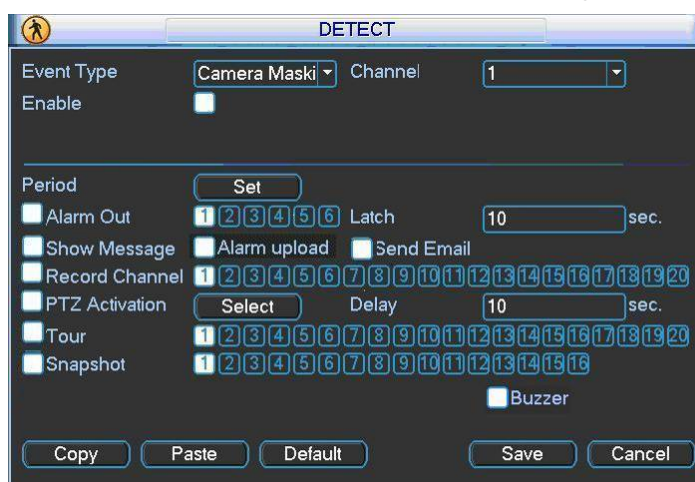 DETECT
Event Type Camera Maski Channel 1
Enable
Period Set
Alarm Out 1 2 3 4 5 6 Latch 10 sec.
Show Message Alarm upload Send Email
Record Channel 1 2 3 4 5 6 7 8 9 10 11 12 13 14 15 16 17 18 19 20
PTZ Activation Select Delay 10 sec.
Tour 1 2 3 4 5 6 7 8 9 10 11 12 13 14 15 16 17 18 19 20
Snapshot 1 2 3 4 5 6 7 8 9 10 11 12 13 14 15 16
Buzzer
Copy Paste Default Save Cancel